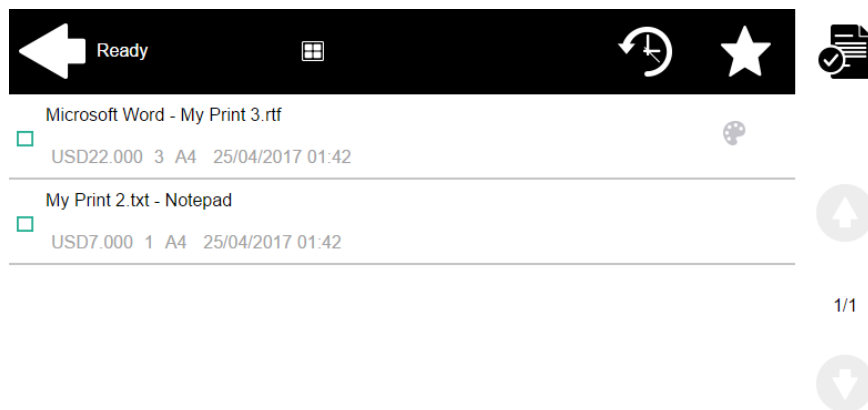 Ready
Microsoft Word - My Print 3.rtf
USD22.000 3 A4 25/04/2017 01:42
My Print 2.txt - Notepad
USD7.000 1 A4 25/04/2017 01:42
1/1